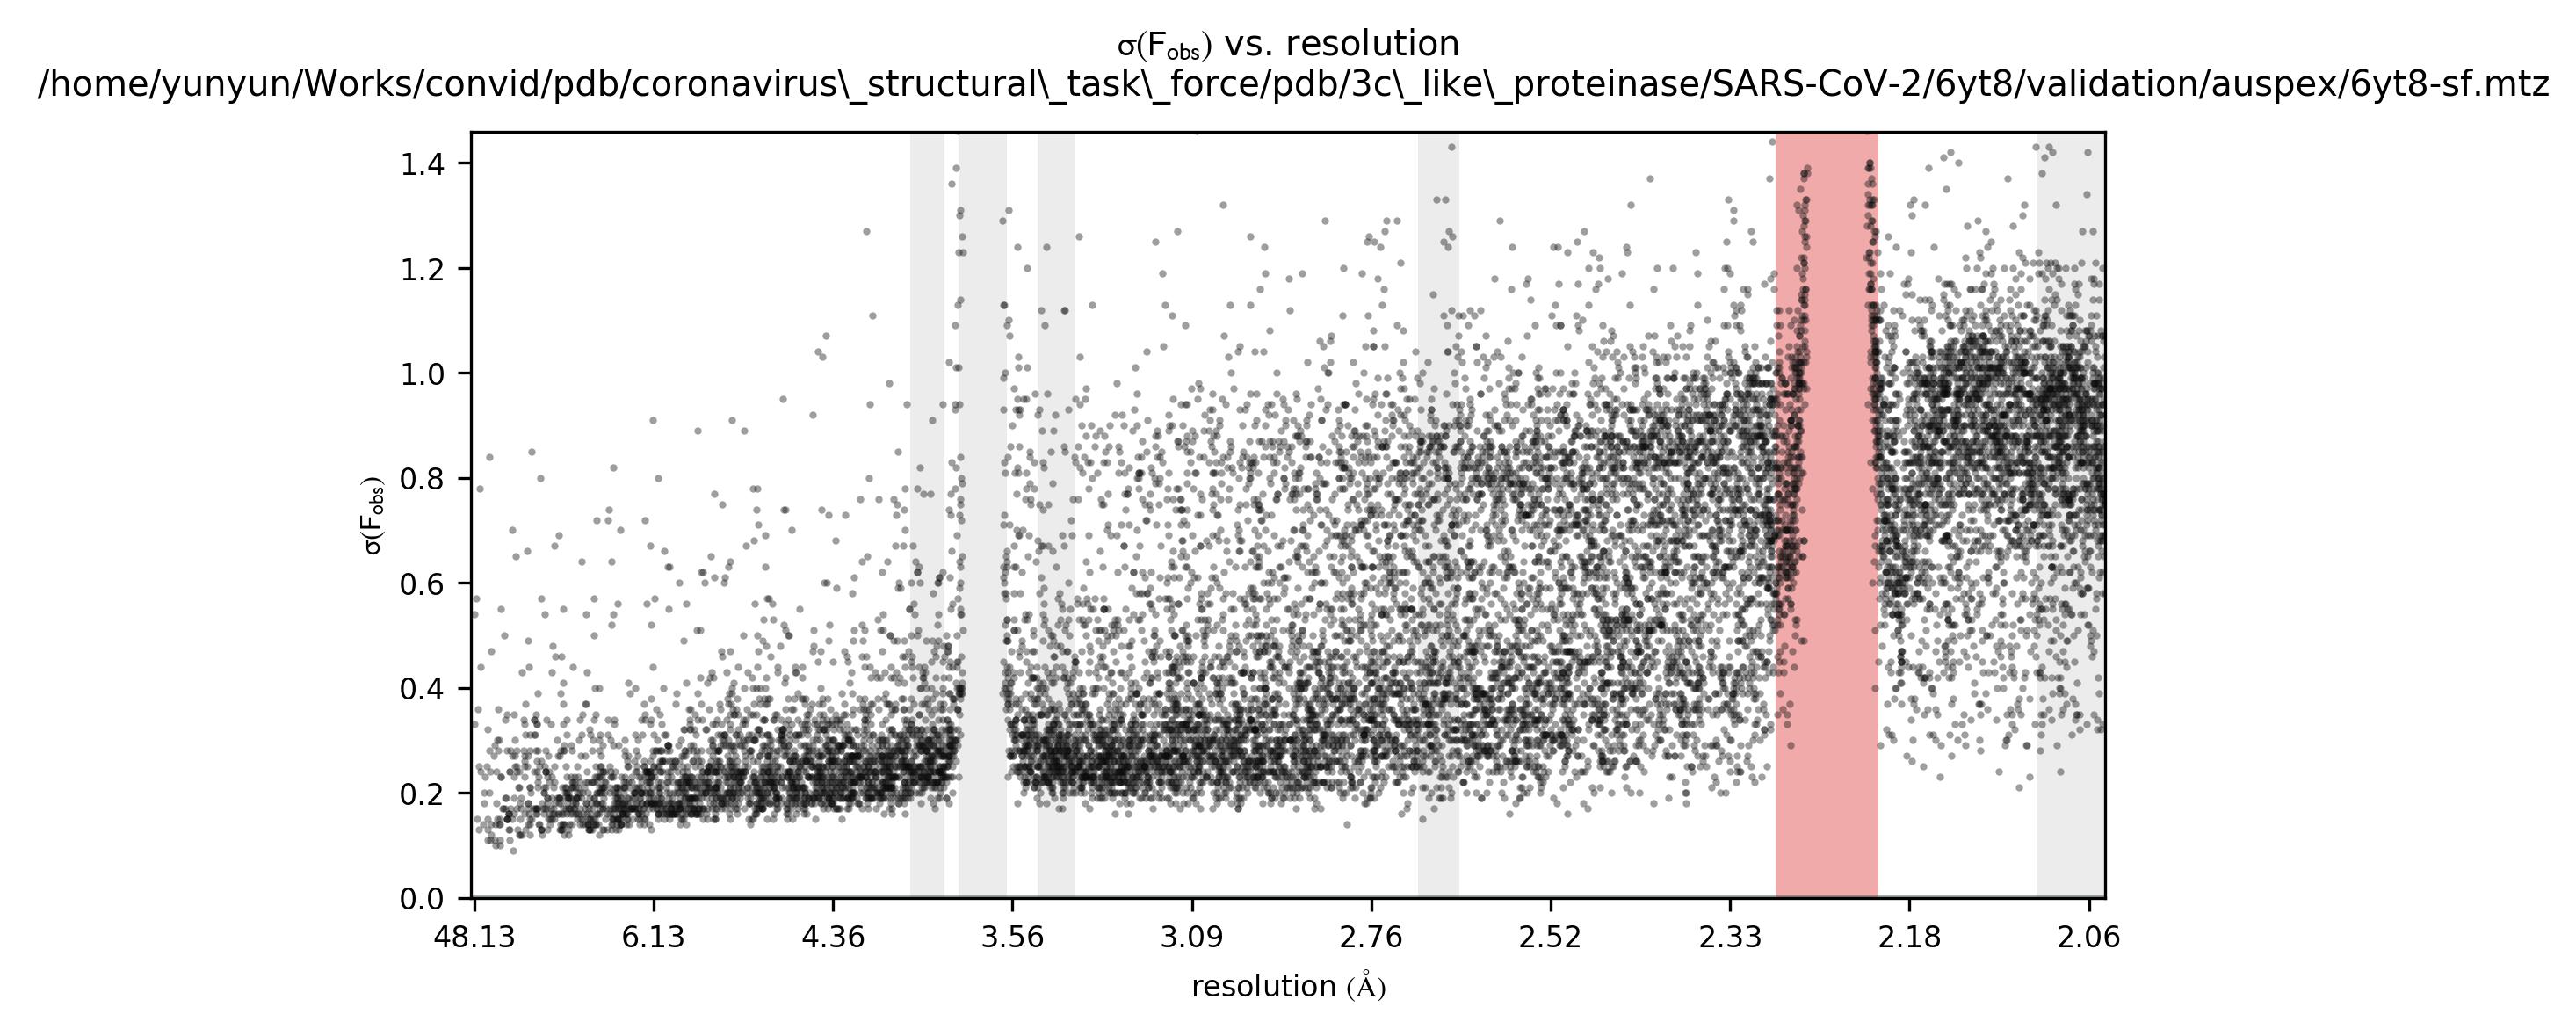 σ(Fobs) vs. resolution
/home/yunyun/Works/convid/pdb/coronavirus\_structural\_task\_force/pdb/3c\_like\_proteinase/SARS-CoV-2/6yt8/validation/auspex/6yt8-sf.mtz
1.4
1.2
1.0
0.8
0.6
0.4
0.2
0.0
σ(Fobs)
48.13 6.13 4.36 3.56 3.09 2.76 2.52 2.33 2.18 2.06
resolution (Å)